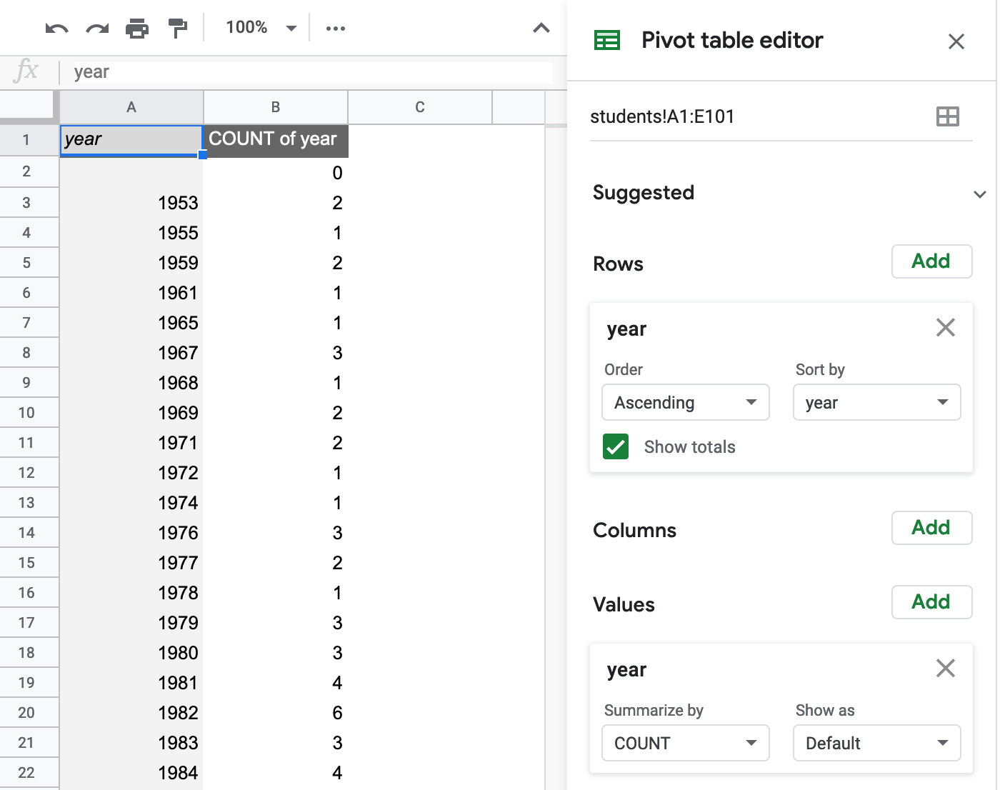 100%
Pivot table editor
fx
year
students!A1:E101
A B C
1 year COUNT of year
2 0
3 1953 2
4 1955 1
5 1959 2
6 1961 1
7 1965 1
8 1967 3
9 1968 1
10 1969 2
11 1971 2
12 1972 1
13 1974 1
14 1976 3
15 1977 2
16 1978 1
17 1979 3
18 1980 3
19 1981 4
20 1982 6
21 1983 3
22 1984 4
Suggested
Rows Add
year
Order Sort by
Ascending year
Show totals
Columns Add
Values Add
year
Summarize by Show as
COUNT Default